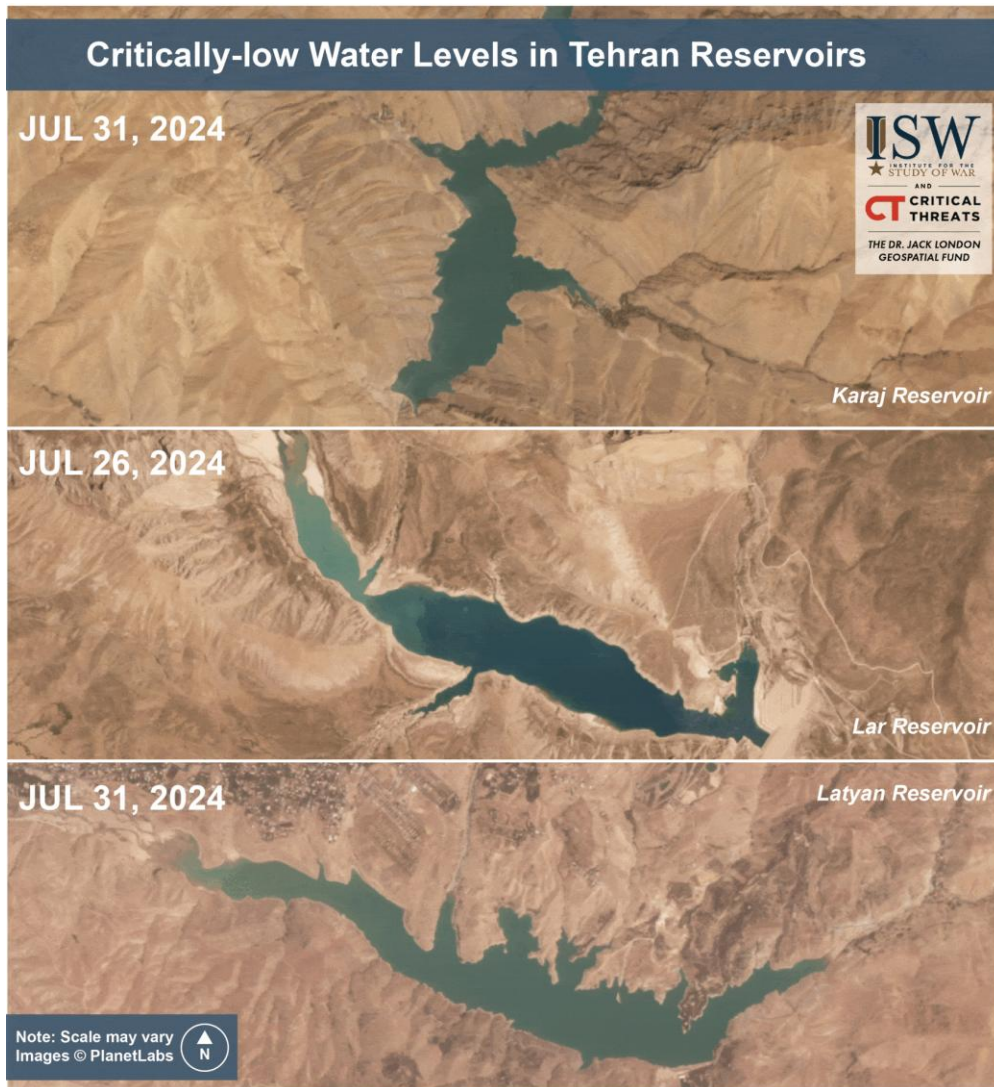 Critically-low Water Levels in Tehran Reservoirs
JUL 31, 2024
ISW
INSTITUTE FOR THE
STUDY OF WAR
AND
CT CRITICAL
THREATS
THE DR. JACK LONDON
GEOSPATIAL FUND
Karaj Reservoir
JUL 26, 2024
Lar Reservoir
JUL 31, 2024
Latyan Reservoir
Note: Scale may vary
Images © PlanetLabs
N